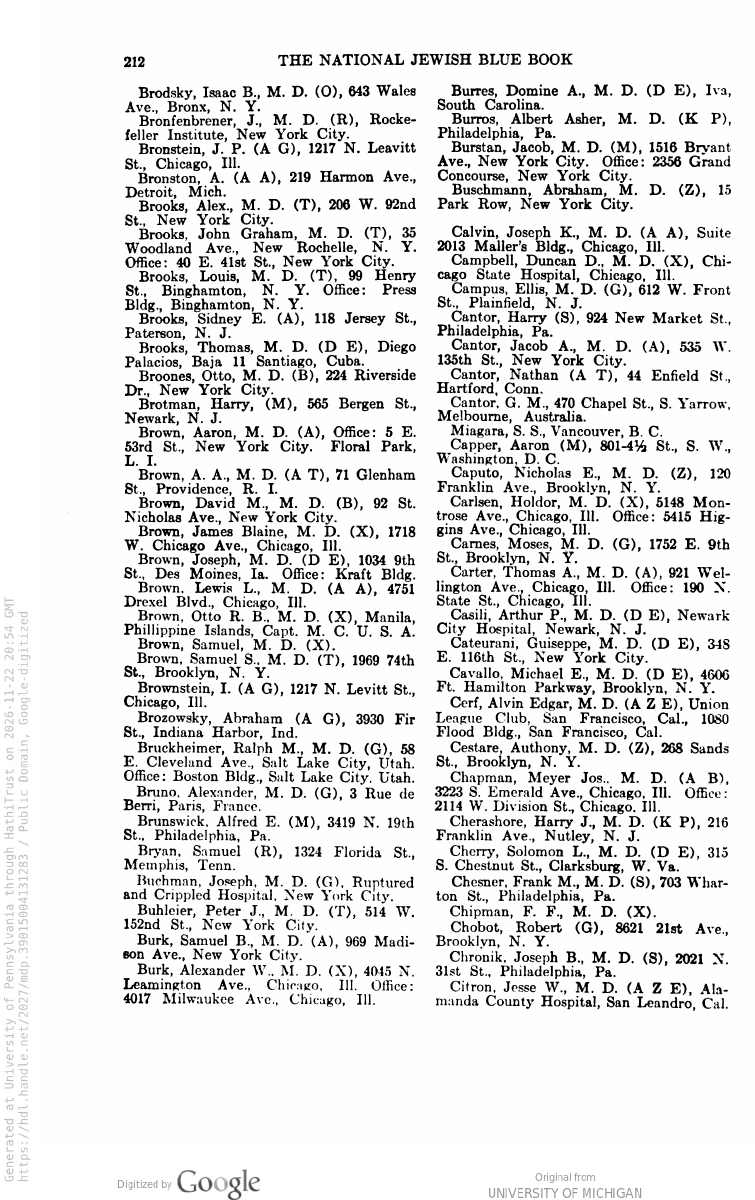 212
THE NATIONAL JEWISH BLUE BOOK
Brodsky, Isaac B., M. D. (O), 643 Wales
Ave., Bronx, N. Y.
Bronfenbrener, J., M. D. (R), Rocke-
feller Institute, New York City.
Bronstein, J. P. (A G), 1217 N. Leavitt
St., Chicago, Ill.
Bronston, A. (A A), 219 Harmon Ave.,
Detroit, Mich.
Brooks, Alex., M. D. (T), 206 W. 92nd
St., New York City.
Brooks, John Graham, M. D. (T), 35
Woodland Ave., New Rochelle, N. Y.
Office: 40 E. 41st St., New York City.
Brooks, Louis, M. D. (T), 99 Henry
St., Binghamton, N. Y. Office: Press
Bldg., Binghamton, N. Y.
Brooks, Sidney E. (A), 118 Jersey St.,
Paterson, N. J.
Brooks, Thomas, M. D. (D E), Diego
Palacios, Baja 11 Santiago, Cuba.
Broones, Otto, M. D. (B), 224 Riverside
Dr., New York City.
Brotman, Harry, (M), 565 Bergen St.,
Newark, N. J.
Brown, Aaron, M. D. (A), Office: 5 E.
53rd St., New York City. Floral Park,
L. I.
Brown, A. A., M. D. (A T), 71 Glenham
St., Providence, R. I.
Brown, David M., M. D. (B), 92 St.
Nicholas Ave., New York City.
Brown, James Blaine, M. D. (X), 1718
W. Chicago Ave., Chicago, Ill.
Brown, Joseph, M. D. (D E), 1034 9th
St., Des Moines, Ia. Office: Kraft Bldg.
Brown, Lewis L., M. D. (A A), 4751
Drexel Blvd., Chicago, Ill.
Brown, Otto R. B., M. D. (X), Manila,
Phillippine Islands, Capt. M. C. U. S. A.
Brown, Samuel, M. D. (X).
Brown, Samuel S., M. D. (T), 1969 74th
St., Brooklyn, N. Y.
Brownstein, I. (A G), 1217 N. Levitt St.,
Chicago, Ill.
Brozowsky, Abraham (A G), 3930 Fir
St., Indiana Harbor, Ind.
Bruckheimer, Ralph M., M. D. (G), 58
E. Cleveland Ave., Salt Lake City, Utah.
Office: Boston Bldg., Salt Lake City, Utah.
Bruno, Alexander, M. D. (G), 3 Rue de
Berri, Paris, France.
Brunswick, Alfred E. (M), 3419 N. 19th
St., Philadelphia, Pa.
Bryan, Samuel (R), 1324 Florida St.,
Memphis, Tenn.
Buchman, Joseph, M. D. (G), Ruptured
and Crippled Hospital, New York City.
Buhleier, Peter J., M. D. (T), 514 W.
152nd St., New York City.
Burk, Samuel B., M. D. (A), 969 Madi-
son Ave., New York City.
Burk, Alexander W., M. D. (X), 4045 N.
Leamington Ave., Chicago, Ill. Office:
4017 Milwaukee Ave., Chicago, Ill.
Burres, Domine A., M. D. (D E), Iva,
South Carolina.
Burros, Albert Asher, M. D. (K P),
Philadelphia, Pa.
Burstan, Jacob, M. D. (M), 1516 Bryant
Ave., New York City. Office: 2356 Grand
Concourse, New York City.
Buschmann, Abraham, M. D. (Z), 15
Park Row, New York City.
Calvin, Joseph K., M. D. (A A), Suite
2013 Maller's Bldg., Chicago, Ill.
Campbell, Duncan D., M. D. (X), Chi-
cago State Hospital, Chicago, Ill.
Campus, Ellis, M. D. (G), 612 W. Front
St., Plainfield, N. J.
Cantor, Harry (S), 924 New Market St.,
Philadelphia, Pa.
Cantor, Jacob A., M. D. (A), 535 W.
135th St., New York City.
Cantor, Nathan (A T), 44 Enfield St.,
Hartford, Conn.
Cantor, G. M., 470 Chapel St., S. Yarrow,
Melbourne, Australia.
Miagara, S. S., Vancouver, B. C.
Capper, Aaron (M), 801-4½ St., S. W.,
Washington, D. C.
Caputo, Nicholas E., M. D. (Z), 120
Franklin Ave., Brooklyn, N. Y.
Carlsen, Holdor, M. D. (X), 5148 Mon-
trose Ave., Chicago, Ill. Office: 5415 Hig-
gins Ave., Chicago, Ill.
Carnes, Moses, M. D. (G), 1752 E. 9th
St., Brooklyn, N. Y.
Carter, Thomas A., M. D. (A), 921 Wel-
lington Ave., Chicago, Ill. Office: 190 N.
State St., Chicago, Ill.
Casili, Arthur P., M. D. (D E), Newark
City Hospital, Newark, N. J.
Cateurani, Guiseppe, M. D. (D E), 348
E. 116th St., New York City.
Cavallo, Michael E., M. D. (D E), 4606
Ft. Hamilton Parkway, Brooklyn, N. Y.
Cerf, Alvin Edgar, M. D. (A Z E), Union
League Club, San Francisco, Cal., 1080
Flood Bldg., San Francisco, Cal.
Cestare, Authony, M. D. (Z), 268 Sands
St., Brooklyn, N. Y.
Chapman, Meyer Jos., M. D. (A B),
3223 S. Emerald Ave., Chicago, Ill. Office:
2114 W. Division St., Chicago, Ill.
Cherashore, Harry J., M. D. (K P), 216
Franklin Ave., Nutley, N. J.
Cherry, Solomon L., M. D. (D E), 315
S. Chestnut St., Clarksburg, W. Va.
Chesner, Frank M., M. D. (S), 703 Whar-
ton St., Philadelphia, Pa.
Chipman, F. F., M. D. (X).
Chobot, Robert (G), 8621 21st Ave.,
Brooklyn, N. Y.
Chronik, Joseph B., M. D. (S), 2021 N.
31st St., Philadelphia, Pa.
Citron, Jesse W., M. D. (A Z E), Ala-
manda County Hospital, San Leandro, Cal.
Generated at University of Pennsylvania through HathiTrust on 2026-11-22 20:54 GMT
https://hdl.handle.net/2027/mdp.39015004131283 / Public Domain, Google-digitized
Digitized by Google
Original from
UNIVERSITY OF MICHIGAN